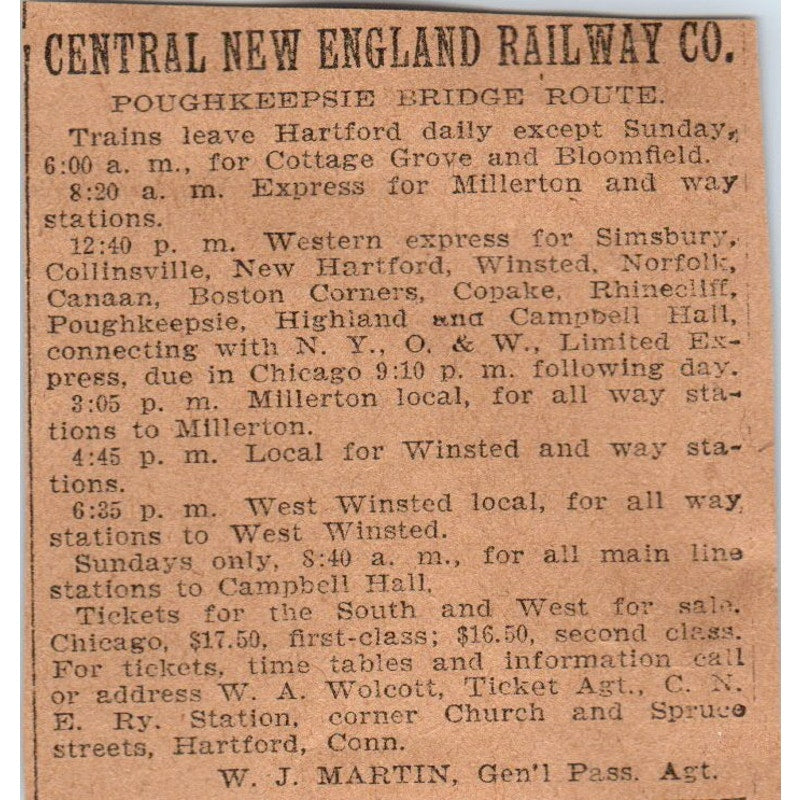 CENTRAL NEW ENGLAND RAILWAY CO.
POUGHKEEPSIE BRIDGE ROUTE.
Trains leave Hartford daily except Sunday,
6:00 a. m., for Cottage Grove and Bloomfield.
8:20 a. m. Express for Millerton and way
stations.
12:40 p. m. Western express for Simsbury,
Collinsville, New Hartford, Winsted, Norfolk,
Canaan, Boston Corners, Copake, Rhinecliff,
Poughkeepsie, Highland and Campbell Hall,
connecting with N. Y., O. & W., Limited Ex-
press, due in Chicago 9:10 p. m. following day.
3:05 p. m. Millerton local, for all way sta-
tions to Millerton.
4:45 p. m. Local for Winsted and way sta-
tions.
6:35 p. m. West Winsted local, for all way
stations to West Winsted.
Sundays only, 8:40 a. m., for all main line
stations to Campbell Hall.
Tickets for the South and West for sale.
Chicago, $17.50, first-class; $16.50, second class.
For tickets, time tables and information call
or address W. A. Wolcott, Ticket Agt., C. N.
E. Ry. Station, corner Church and Spruce
streets, Hartford, Conn.
W. J. MARTIN, Gen'l Pass. Agt.